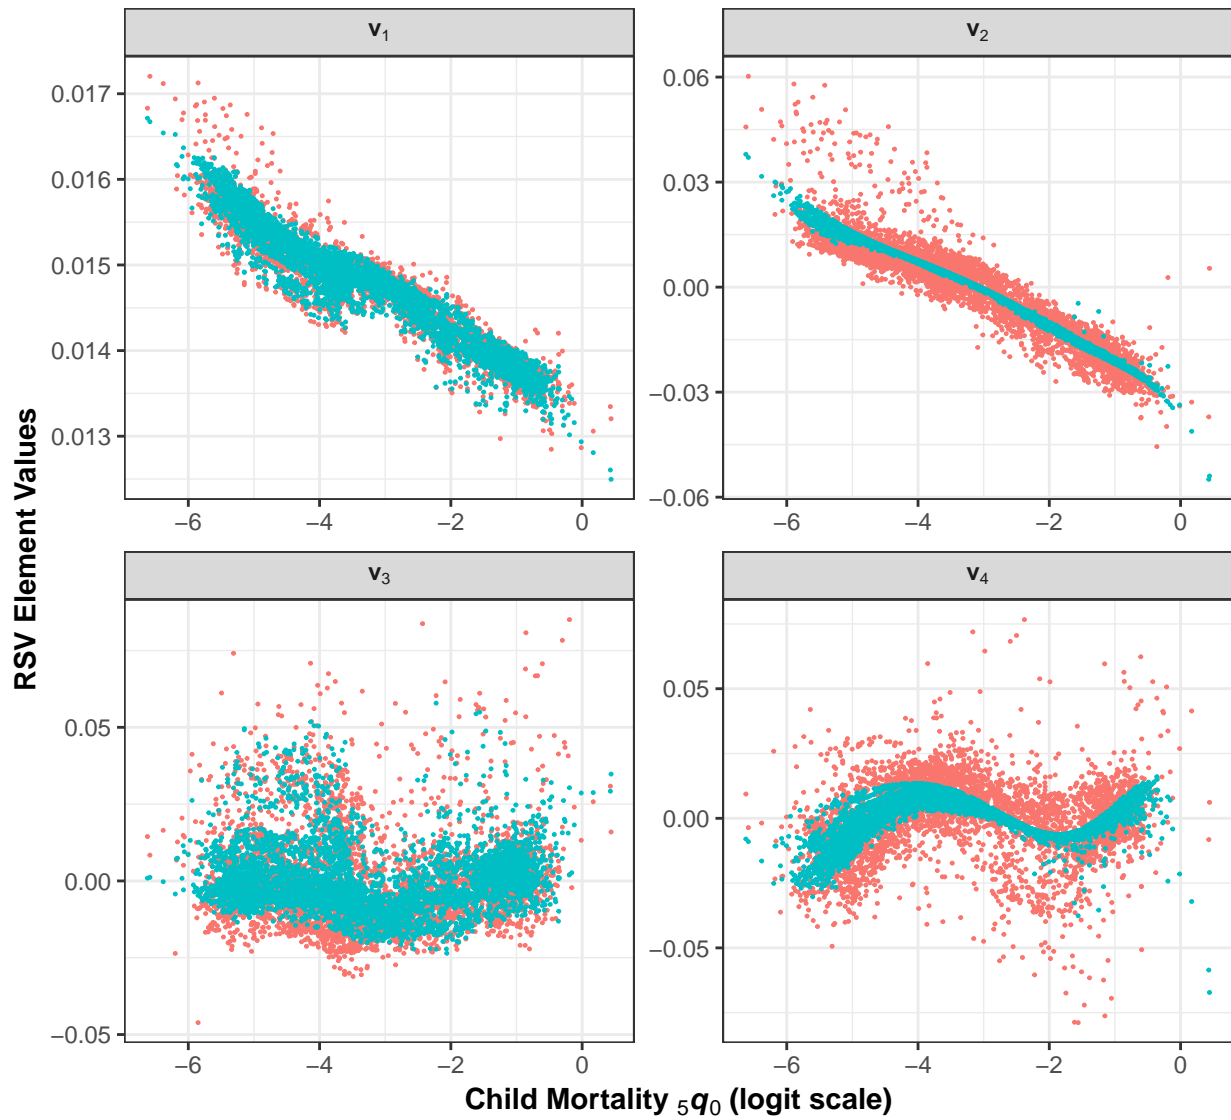 v1 v2
0.017
0.016
0.015
0.014
0.013
0.06
0.03
0.00
−0.03
−0.06
−6 −4 −2 0 −6 −4 −2 0
v3 v4
0.05
0.00
−0.05
0.05
0.00
−0.05
−6 −4 −2 0 −6 −4 −2 0
RSV Element Values
Child Mortality 5q0 (logit scale)